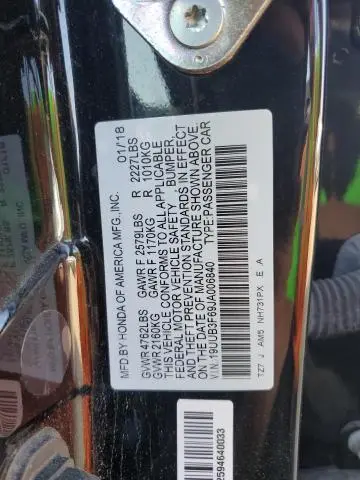 MFD.BY HONDA OF AMERICA MFG.,INC. 01/18
GVWR 4762LBS GAWR F 2579LBS R 2227LBS
GVWR 2160KG GAWR F 1170KG R 1010KG
THIS VEHICLE CONFORMS TO ALL APPLICABLE
FEDERAL MOTOR VEHICLE SAFETY , BUMPER,
AND THEFT PREVENTION STANDARDS IN EFFECT
ON THE DATE OF MANUFACTURE SHOWN ABOVE.
VIN:19UUB3F69JA006940 TYPE:PASSENGER CAR
TZ7 J AM5 NH731PX E A
2594640033